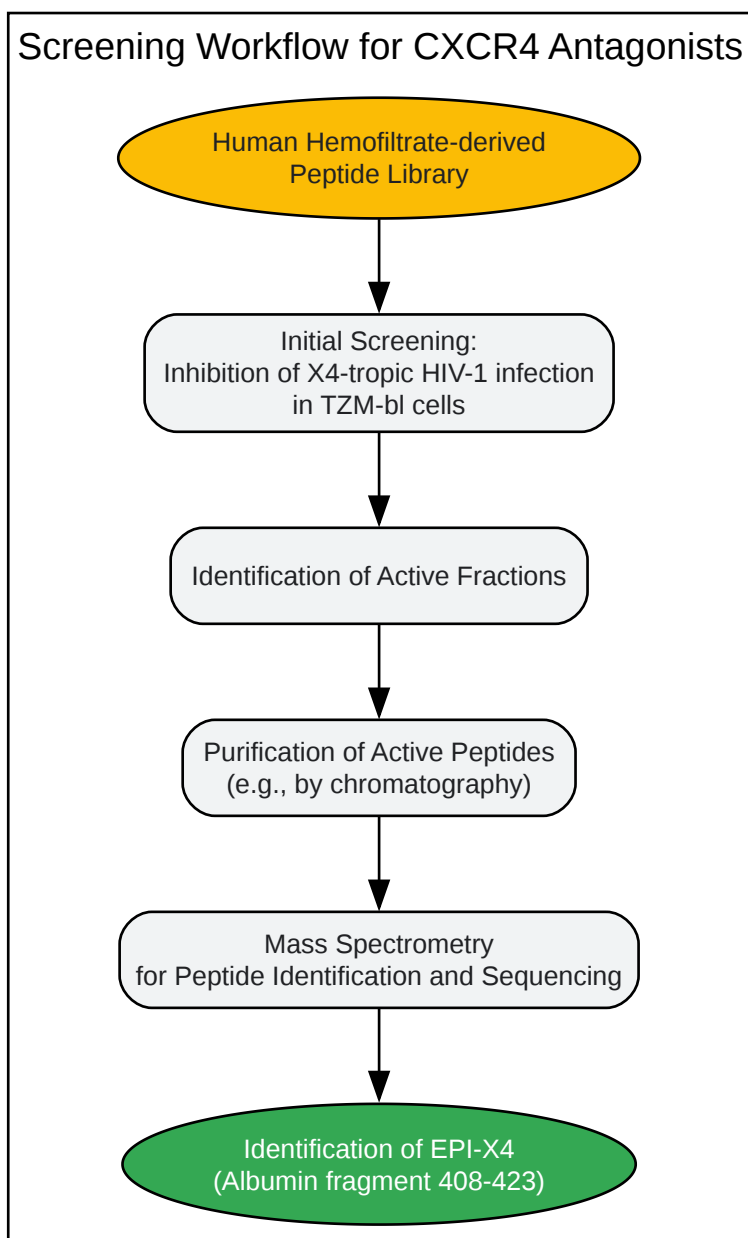 Screening Workflow for CXCR4 Antagonists
Human Hemofiltrate-derived
Peptide Library
Initial Screening:
Inhibition of X4-tropic HIV-1 infection
in TZM-bl cells
Identification of Active Fractions
Purification of Active Peptides
(e.g., by chromatography)
Mass Spectrometry
for Peptide Identification and Sequencing
Identification of EPI-X4
(Albumin fragment 408-423)